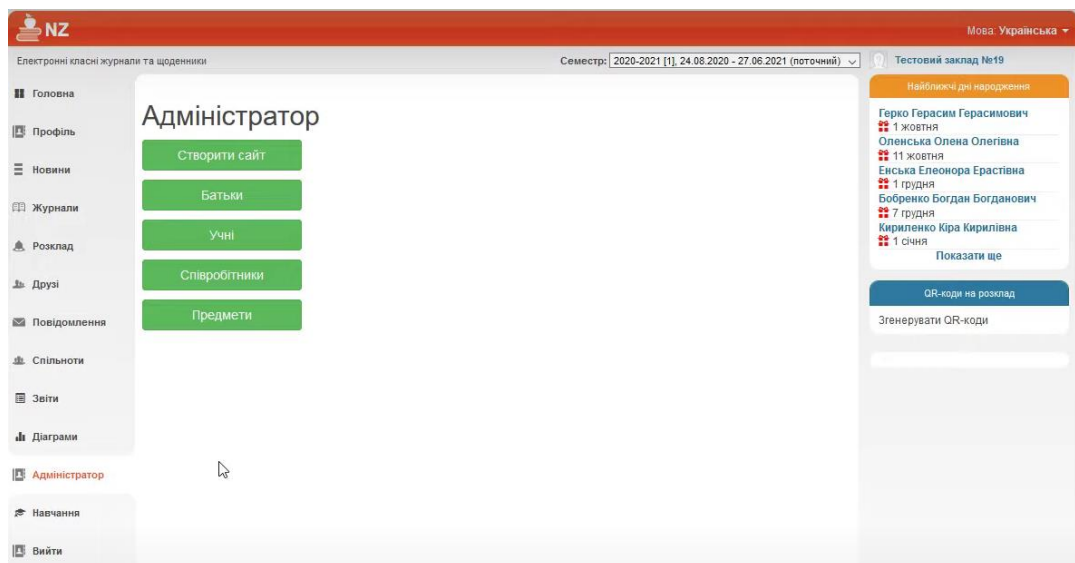 NZ
Мова: Українська
Електронні класні журнали та щоденники
Семестр: 2020-2021 [1], 24.08.2020 - 27.06.2021 (поточний)
Тестовий заклад №19
Головна
Профіль
Новини
Журнали
Розклад
Друзі
Повідомлення
Спільноти
Звіти
Діаграми
Адміністратор
Навчання
Вийти
Адміністратор
Створити сайт
Батьки
Учні
Співробітники
Предмети
Найближчі дні народження
Герко Герасим Герасимович
1 жовтня
Оленська Олена Олегівна
11 жовтня
Енська Елеонора Ерастівна
1 грудня
Бобренко Богдан Богданович
7 грудня
Кириленко Кіра Кирилівна
1 січня
Показати ще
QR-коди на розклад
Згенерувати QR-коди